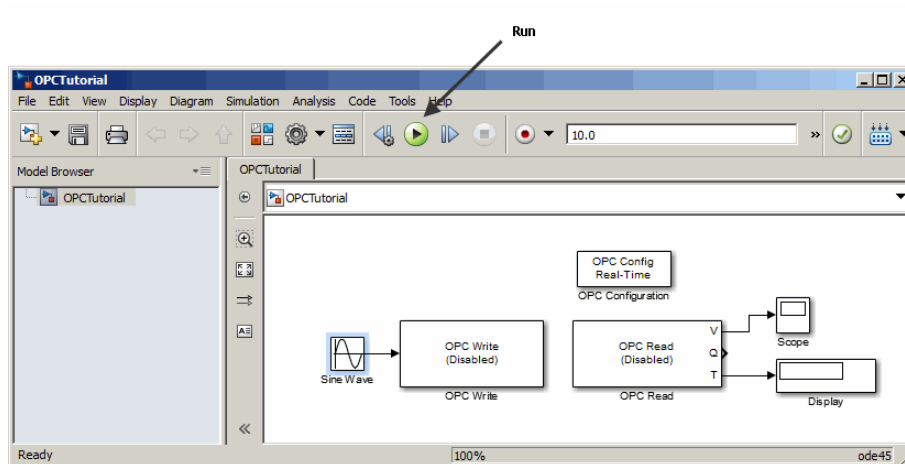 Run
OPCTutorial
File Edit View Display Diagram Simulation Analysis Code Tools Help
10.0 »
Model Browser
OPCTutorial
OPCTutorial
OPCTutorial
OPC Config
Real-Time
OPC Configuration
Sine Wave
OPC Write
(Disabled)
OPC Write
OPC Read
(Disabled)
V
Q
T
OPC Read
Scope
Display
Ready 100% ode45